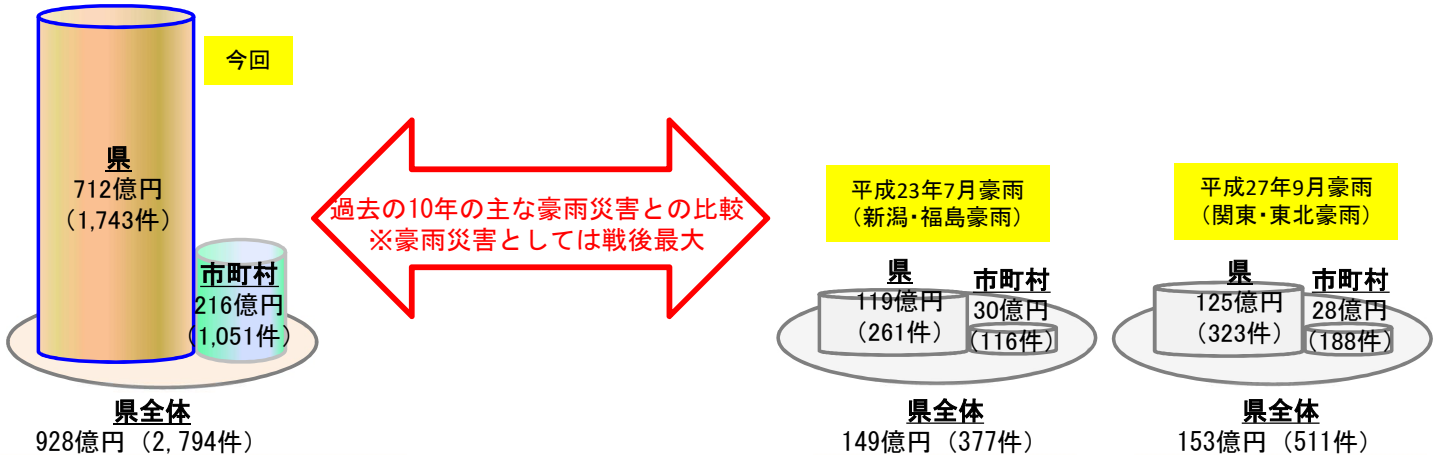 今回
県
712億円
（1,743件）
市町村
216億円
（1,051件）
県全体
928億円（2,794件）
過去の10年の主な豪雨災害との比較
※豪雨災害としては戦後最大
平成23年7月豪雨
（新潟・福島豪雨）
県
119億円
（261件）
市町村
30億円
（116件）
県全体
149億円（377件）
平成27年9月豪雨
（関東・東北豪雨）
県
125億円
（323件）
市町村
28億円
（188件）
県全体
153億円（511件）